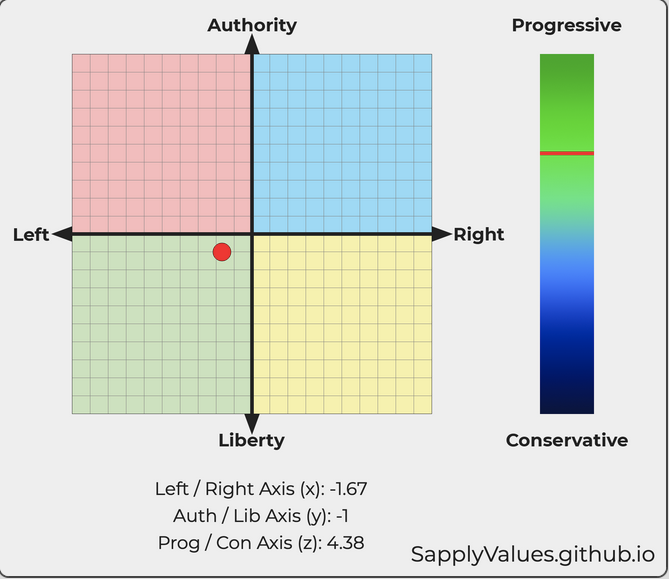 Authority
Progressive
Left
Right
Liberty
Conservative
Left / Right Axis (x): -1.67
Auth / Lib Axis (y): -1
Prog / Con Axis (z): 4.38
SapplyValues.github.io